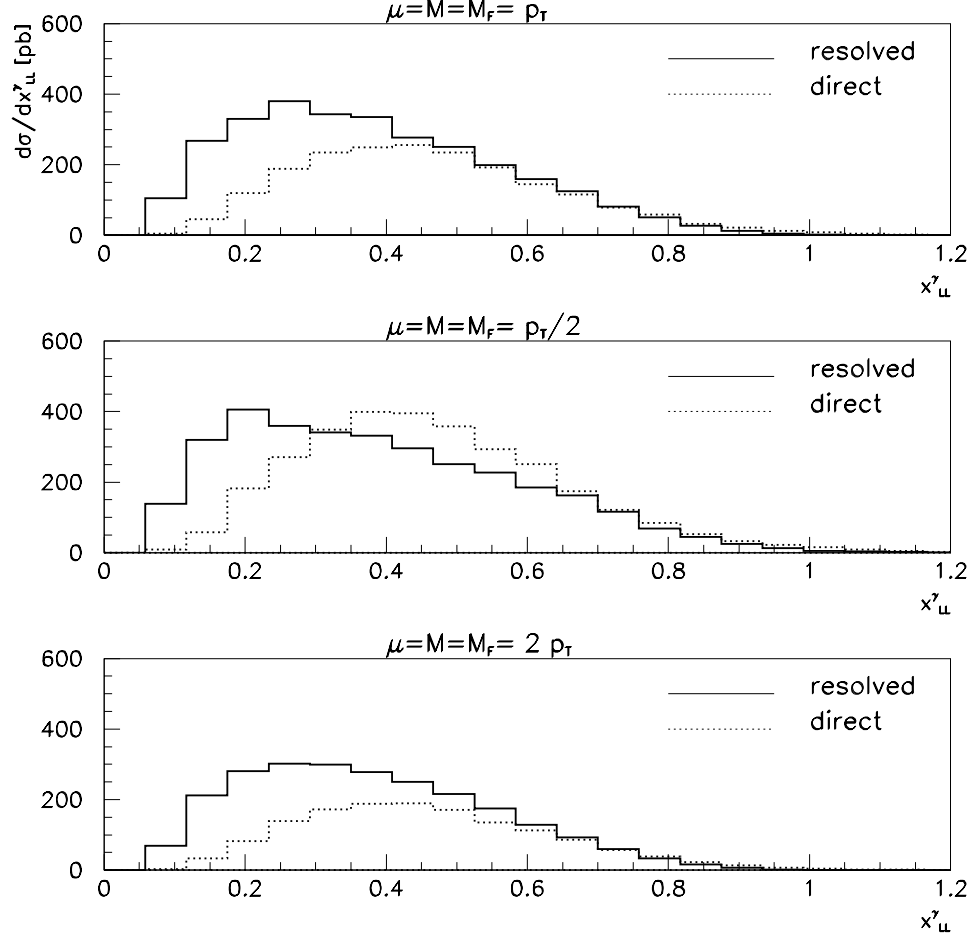 μ=M=M_F= p_T
dσ/dx^γ_LL [pb]
600
400
200
0
resolved
direct
0 0.2 0.4 0.6 0.8 1 1.2
x^γ_LL
μ=M=M_F= p_T/2
600
400
200
0
resolved
direct
0 0.2 0.4 0.6 0.8 1 1.2
x^γ_LL
μ=M=M_F= 2 p_T
600
400
200
0
resolved
direct
0 0.2 0.4 0.6 0.8 1 1.2
x^γ_LL